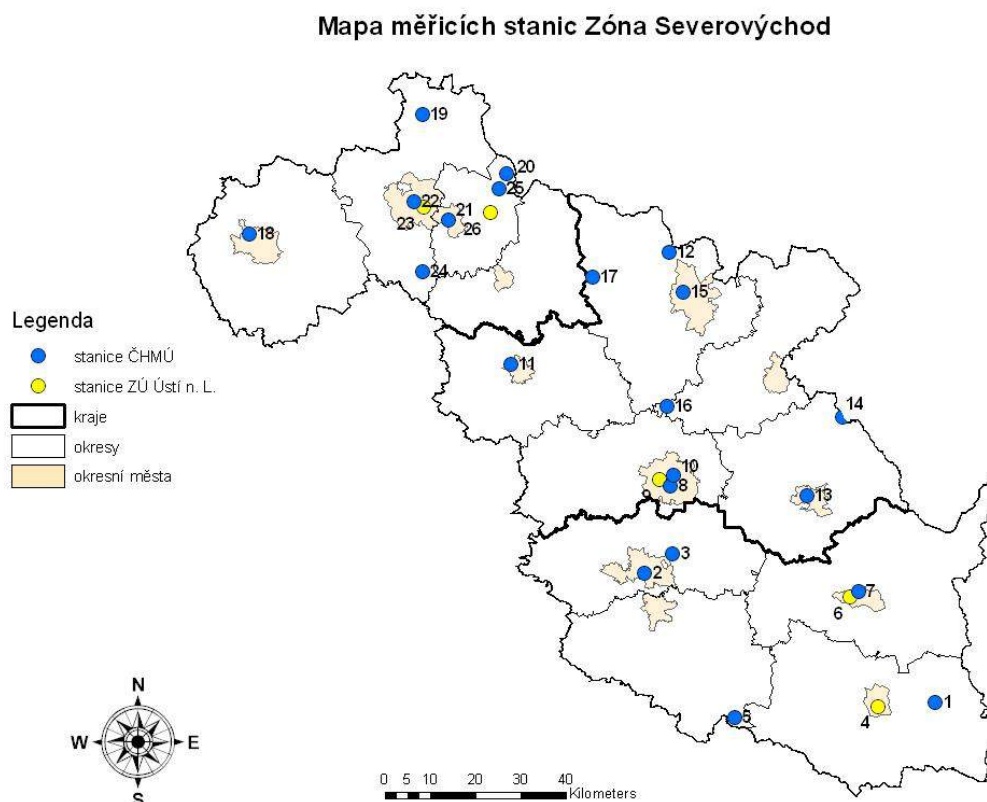 Mapa měřicích stanic Zóna Severovýchod
19
20
25
22
21
23
26
18
24
12
17
15
Legenda
stanice ČHMÚ
11
stanice ZÚ Ústí n. L.
kraje
16
14
okresy
okresní města
10
8
9
13
3
2
7
6
1
5
4
N
W
E
S
0 5 10 20 30 40
Kilometers